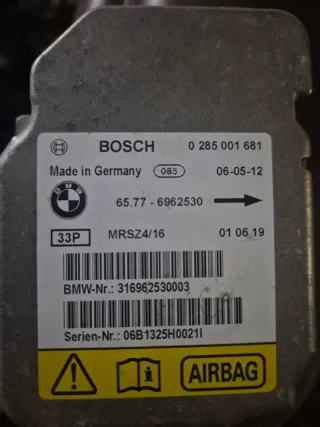 BOSCH 0 285 001 681
Made in Germany 085 06-05-12
BMW 65.77 - 6962530
33P MRSZ4/16 01 06 19
BMW-Nr.: 316962530003
Serien-Nr.: 06B1325H0021I
AIRBAG